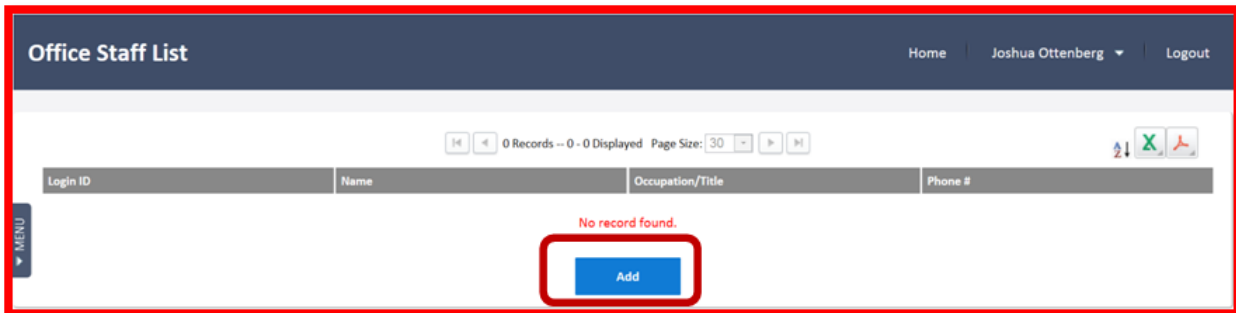 Office Staff List
Home Joshua Ottenberg Logout
0 Records -- 0 - 0 Displayed Page Size: 30
Login ID Name Occupation/Title Phone #
No record found.
MENU
Add